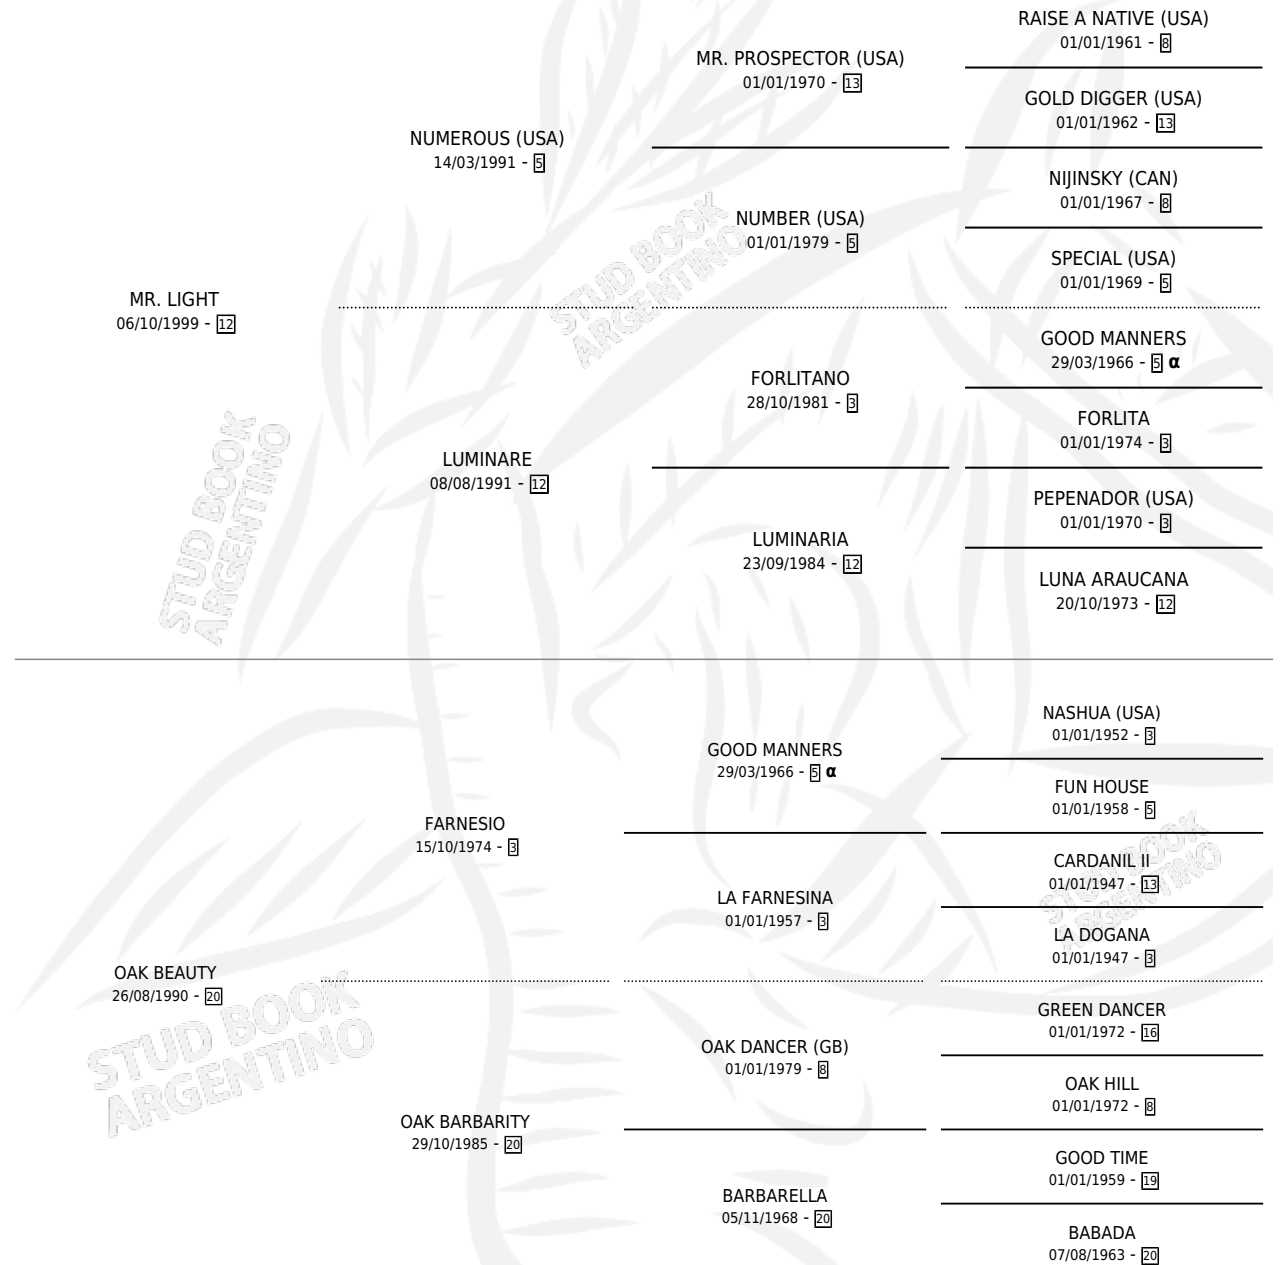 RAISE A NATIVE (USA)
01/01/1961 - 8
MR. PROSPECTOR (USA)
01/01/1970 - 13
GOLD DIGGER (USA)
01/01/1962 - 13
NUMEROUS (USA)
14/03/1991 - 5
NIJINSKY (CAN)
01/01/1967 - 8
NUMBER (USA)
01/01/1979 - 5
SPECIAL (USA)
01/01/1969 - 5
STUD BOOK
ARGENTINO
MR. LIGHT
06/10/1999 - 12
GOOD MANNERS
29/03/1966 - 5 α
FORLITANO
28/10/1981 - 3
FORLITA
01/01/1974 - 3
LUMINARE
08/08/1991 - 12
PEPENADOR (USA)
01/01/1970 - 3
LUMINARIA
23/09/1984 - 12
LUNA ARAUCANA
20/10/1973 - 12
STUD BOOK
ARGENTINO
NASHUA (USA)
01/01/1952 - 3
GOOD MANNERS
29/03/1966 - 5 α
FUN HOUSE
01/01/1958 - 5
FARNESIO
15/10/1974 - 3
CARDANIL II
01/01/1947 - 13
LA FARNESINA
01/01/1957 - 3
LA DOGANA
01/01/1947 - 3
STUD BOOK
ARGENTINO
OAK BEAUTY
26/08/1990 - 20
GREEN DANCER
01/01/1972 - 16
OAK DANCER (GB)
01/01/1979 - 8
OAK HILL
01/01/1972 - 8
STUD BOOK
ARGENTINO
OAK BARBARITY
29/10/1985 - 20
GOOD TIME
01/01/1959 - 19
BARBARELLA
05/11/1968 - 20
BABADA
07/08/1963 - 20